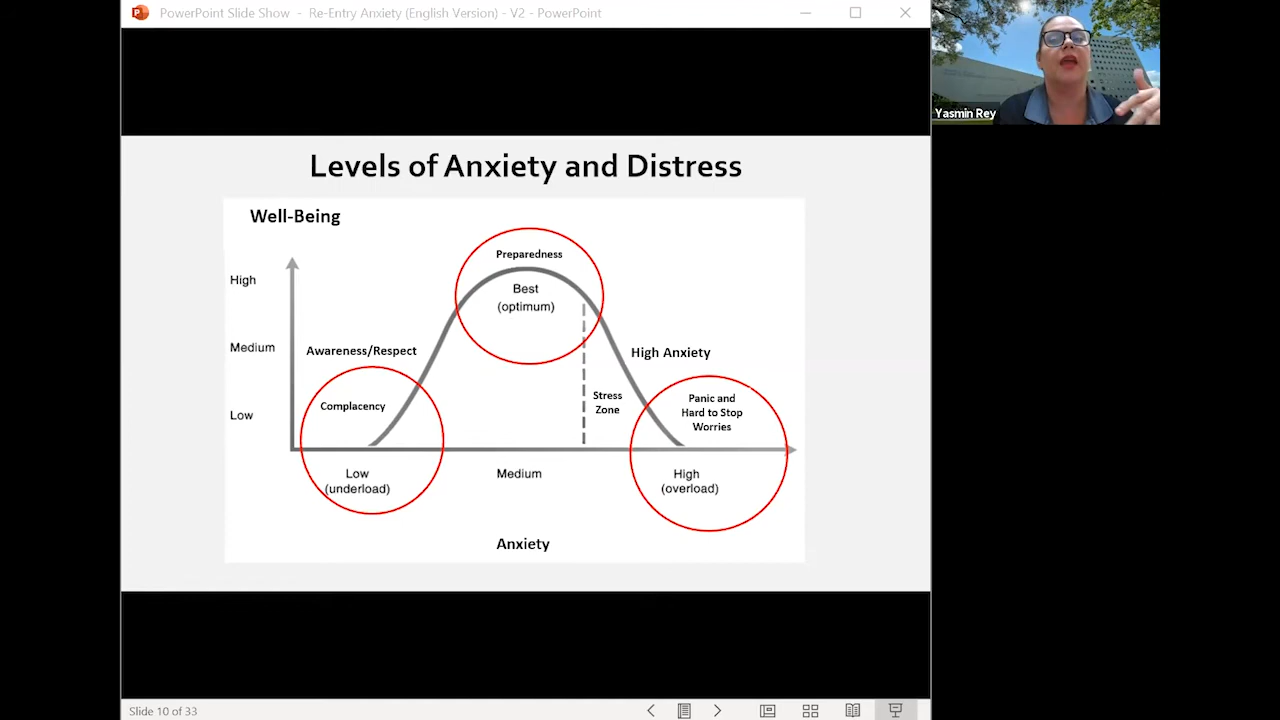 PowerPoint Slide Show - Re-Entry Anxiety (English Version) - V2 - PowerPoint
Yasmin Rey
Levels of Anxiety and Distress
Well-Being
Preparedness
High
Best
(optimum)
Medium
Awareness/Respect
High Anxiety
Low
Complacency
Stress
Zone
Panic and
Hard to Stop
Worries
Low
(underload)
Medium
High
(overload)
Anxiety
Slide 10 of 33